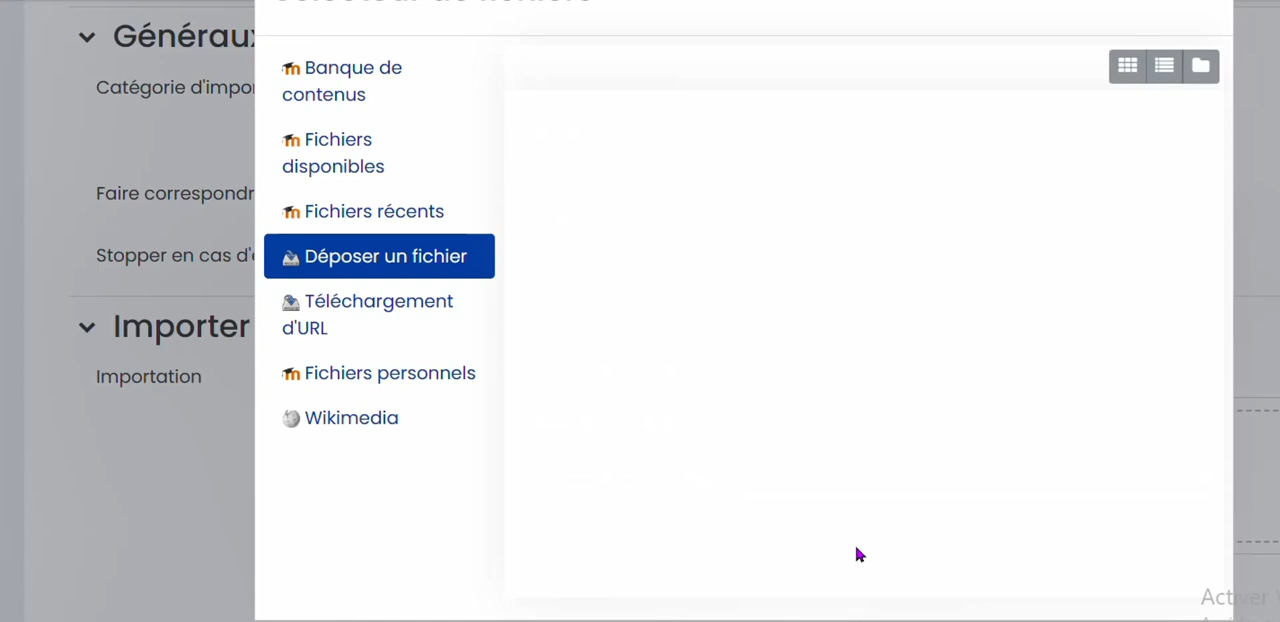 Généraux
Catégorie d'impor
Faire correspondr
Stopper en cas d'e
Importer
Importation
Banque de
contenus
Fichiers
disponibles
Fichiers récents
Déposer un fichier
Téléchargement
d'URL
Fichiers personnels
Wikimedia
Activer